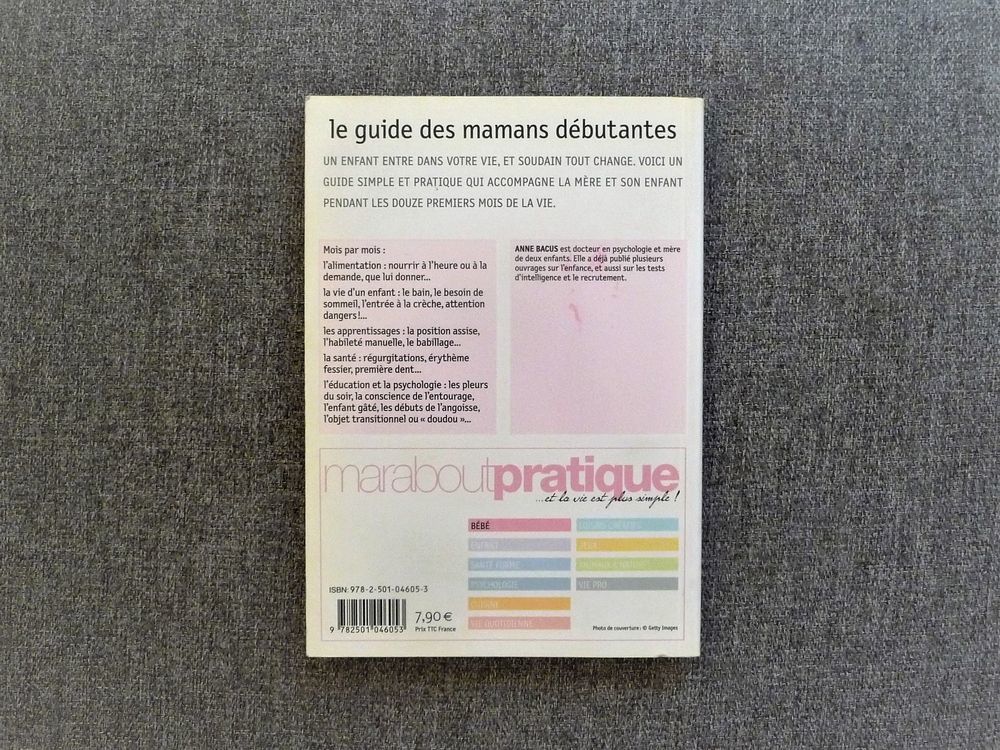 le guide des mamans débutantes
UN ENFANT ENTRE DANS VOTRE VIE, ET SOUDAIN TOUT CHANGE. VOICI UN
GUIDE SIMPLE ET PRATIQUE QUI ACCOMPAGNE LA MÈRE ET SON ENFANT
PENDANT LES DOUZE PREMIERS MOIS DE LA VIE.
Mois par mois :
l'alimentation : nourrir à l'heure ou à la
demande, que lui donner...
la vie d'un enfant : le bain, le besoin de
sommeil, l'entrée à la crèche, attention
dangers !...
les apprentissages : la position assise,
l'habileté manuelle, le babillage...
la santé : régurgitations, érythème
fessier, première dent...
l'éducation et la psychologie : les pleurs
du soir, la conscience de l'entourage,
l'enfant gâté, les débuts de l'angoisse,
l'objet transitionnel ou « doudou »...
ANNE BACUS est docteur en psychologie et mère
de deux enfants. Elle a déjà publié plusieurs
ouvrages sur l'enfance, et aussi sur les tests
d'intelligence et le recrutement.
maraboutpratique
...et la vie est plus simple !
BÉBÉ
ENFANT
SANTÉ FORME
PSYCHOLOGIE
CUISINE
VIE QUOTIDIENNE
LOISIRS CRÉATIFS
JEUX
ANIMAUX & NATURE
VIE PRO
ISBN: 978-2-501-04605-3
9 782501 046053
7,90 €
Prix TTC France
Photo de couverture : © Getty Images